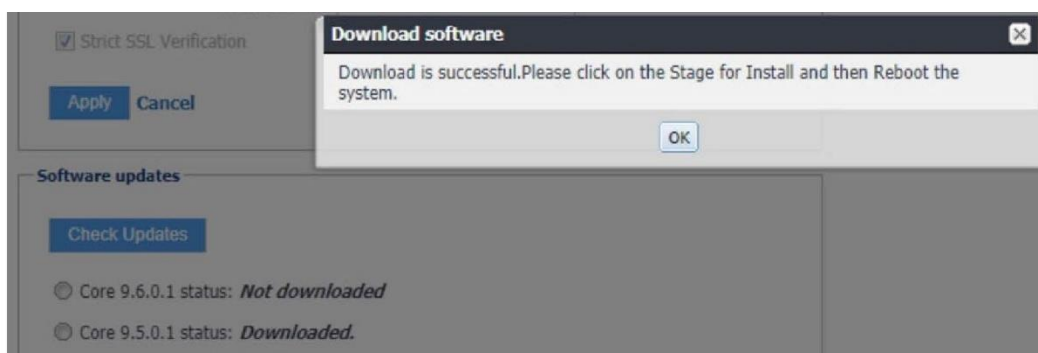 Strict SSL Verification
Apply Cancel
Download software
Download is successful.Please click on the Stage for Install and then Reboot the
system.
OK
Software updates
Check Updates
Core 9.6.0.1 status: Not downloaded
Core 9.5.0.1 status: Downloaded.